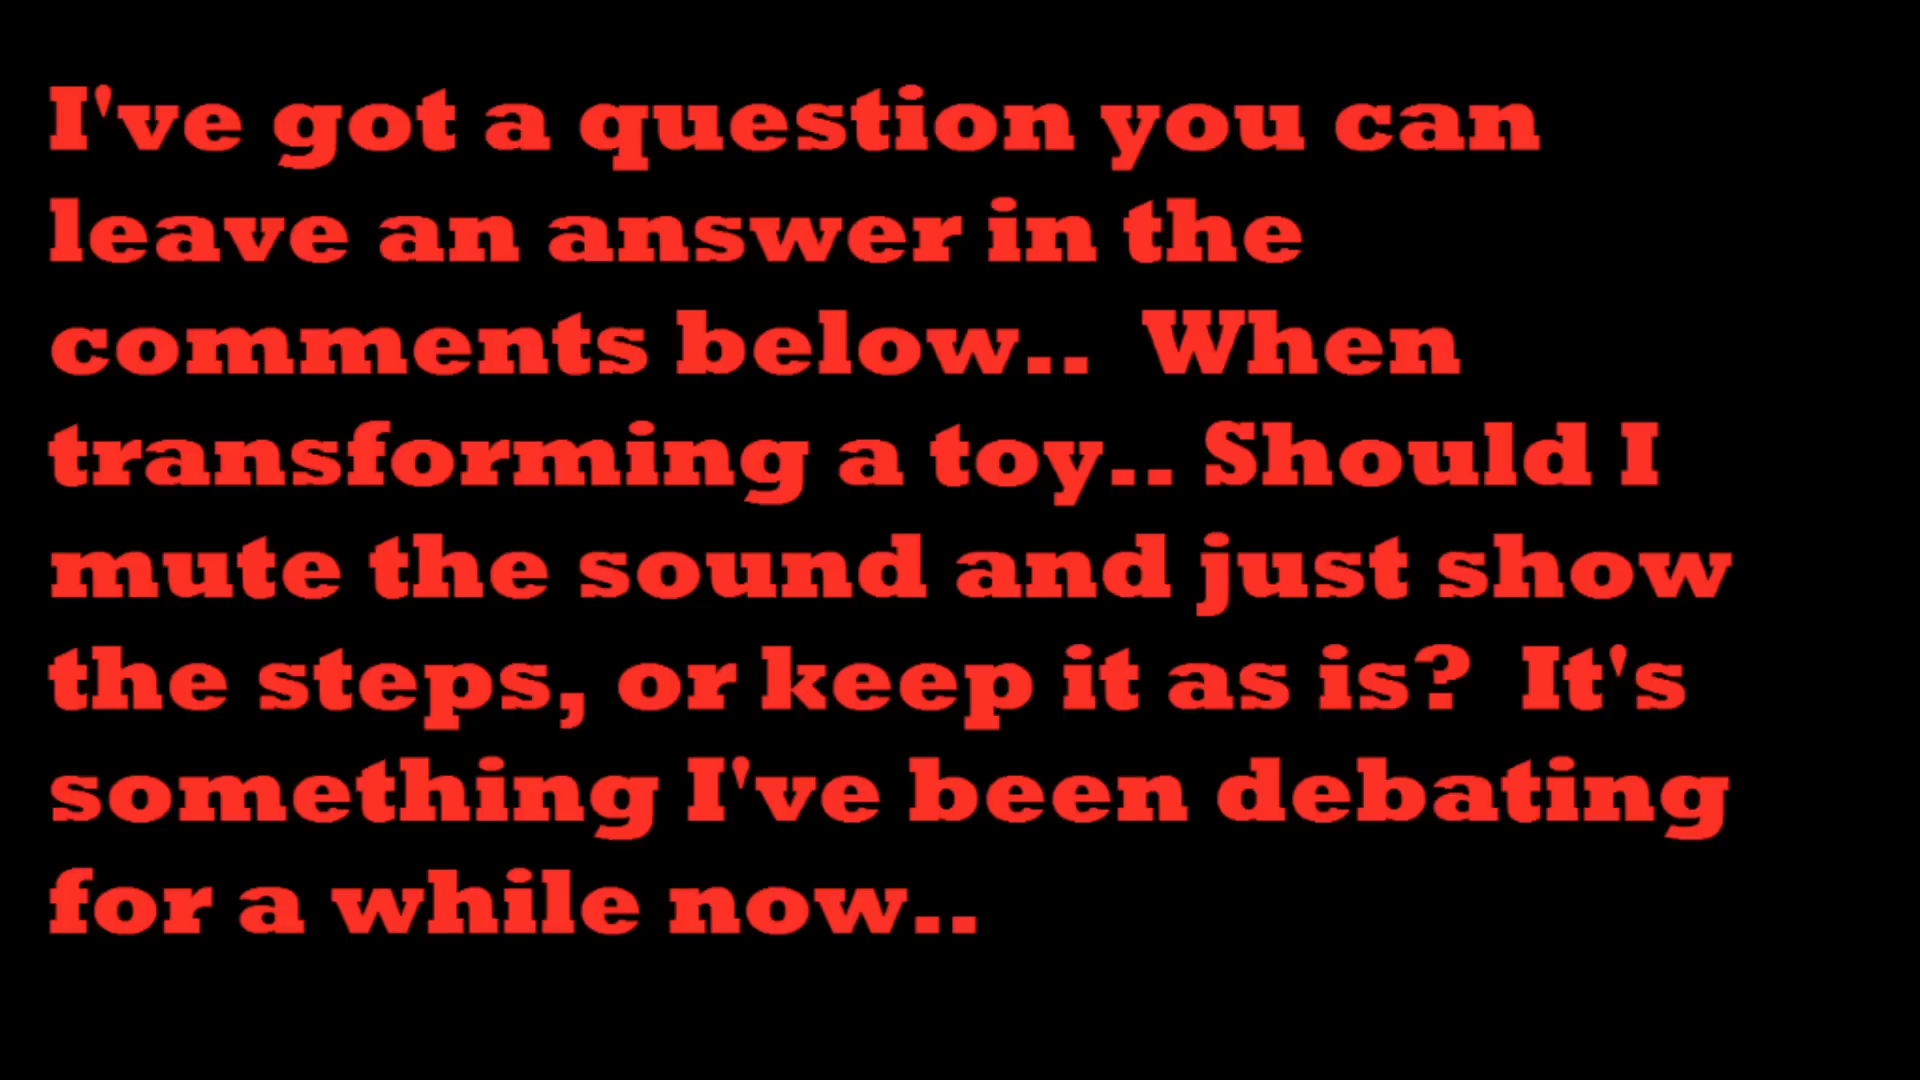 I've got a question you can
leave an answer in the
comments below..  When
transforming a toy.. Should I
mute the sound and just show
the steps, or keep it as is?  It's
something I've been debating
for a while now..